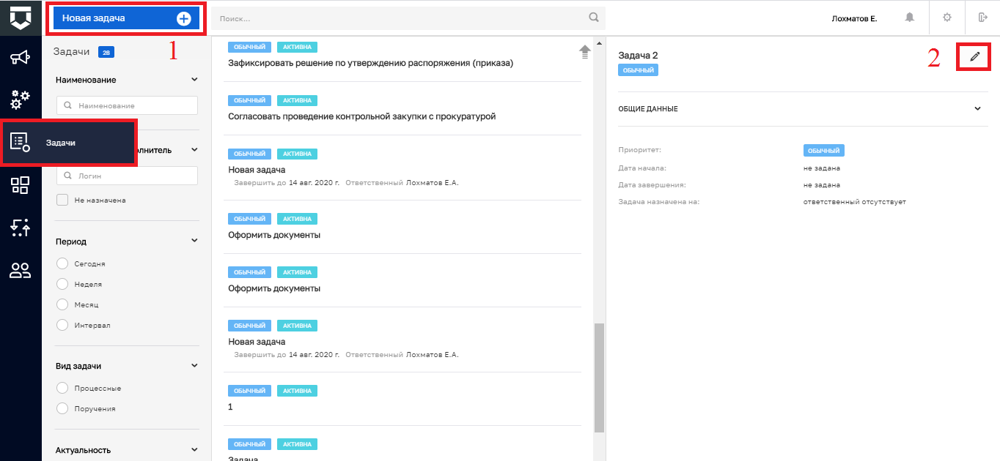 Новая задача
Поиск...
Лохматов Е.
1
Задачи 28
Наименование
Наименование
Задачи
лнитель
Логин
Не назначена
Период
Сегодня
Неделя
Месяц
Интервал
Вид задачи
Процессные
Поручения
Актуальность
ОБЫЧНЫЙ АКТИВНА
Зафиксировать решение по утверждению распоряжения (приказа)
ОБЫЧНЫЙ АКТИВНА
Согласовать проведение контрольной закупки с прокуратурой
ОБЫЧНЫЙ АКТИВНА
Новая задача
Завершить до 14 авг. 2020 г. Ответственный Лохматов Е.А.
ОБЫЧНЫЙ АКТИВНА
Оформить документы
ОБЫЧНЫЙ АКТИВНА
Оформить документы
ОБЫЧНЫЙ АКТИВНА
Новая задача
Завершить до 14 авг. 2020 г. Ответственный Лохматов Е.А.
ОБЫЧНЫЙ АКТИВНА
1
ОБЫЧНЫЙ АКТИВНА
Задача
Задача 2
2
ОБЫЧНЫЙ
ОБЩИЕ ДАННЫЕ
Приоритет: ОБЫЧНЫЙ
Дата начала: не задана
Дата завершения: не задана
Задача назначена на: ответственный отсутствует